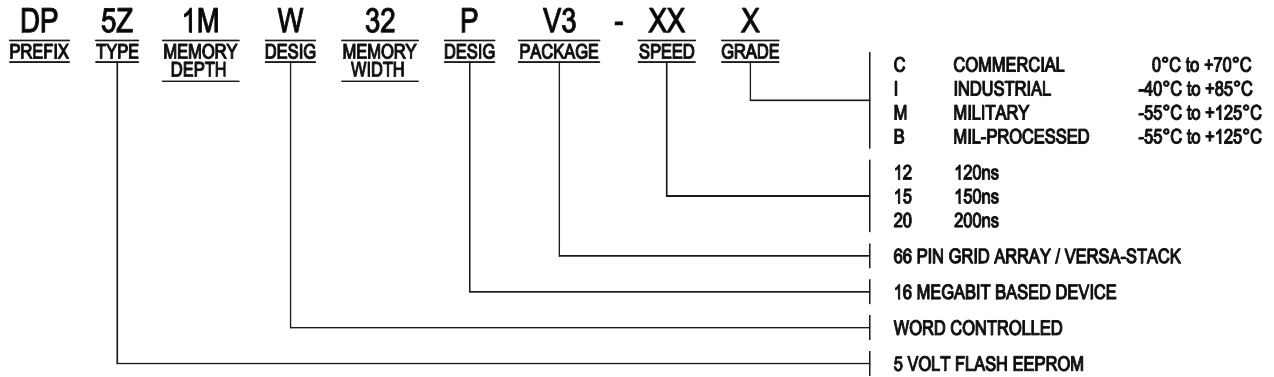 DP 5Z 1M W 32 P V3 - XX X
PREFIX TYPE MEMORY DEPTH DESIG MEMORY WIDTH DESIG PACKAGE SPEED GRADE
C COMMERCIAL 0°C to +70°C
I INDUSTRIAL -40°C to +85°C
M MILITARY -55°C to +125°C
B MIL-PROCESSED -55°C to +125°C
12 120ns
15 150ns
20 200ns
66 PIN GRID ARRAY / VERSA-STACK
16 MEGABIT BASED DEVICE
WORD CONTROLLED
5 VOLT FLASH EEPROM